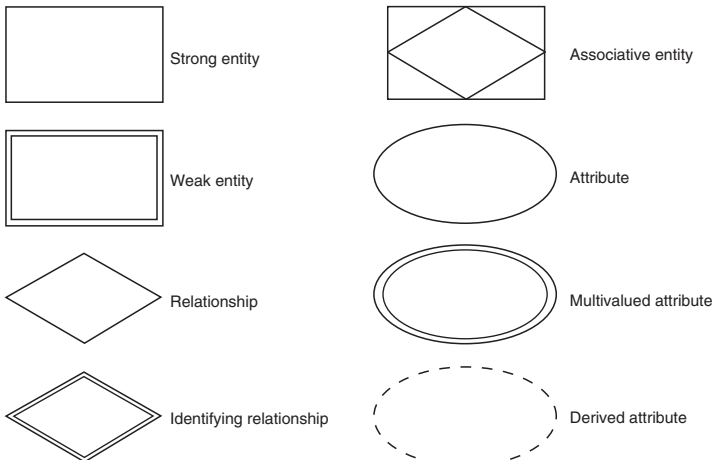 Strong entity
Associative entity
Weak entity
Attribute
Relationship
Multivalued attribute
Identifying relationship
Derived attribute